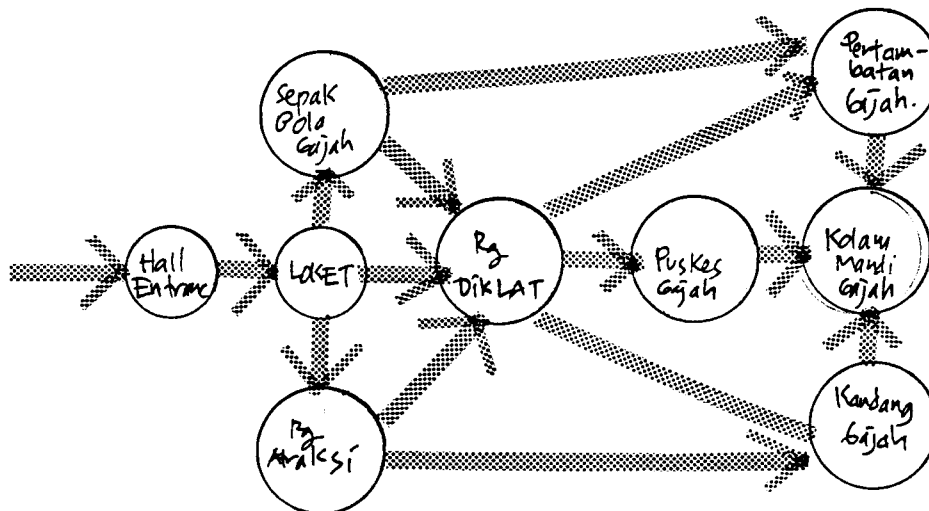 Hall
Entranc
LOKET
Sepak
Bola
Gajah
Rg
Atraksi
Rg
DIKLAT
Puskes
Gajah
Pertam-
batan
Gajah.
Kolam
Mandi
Gajah
Kandang
Gajah